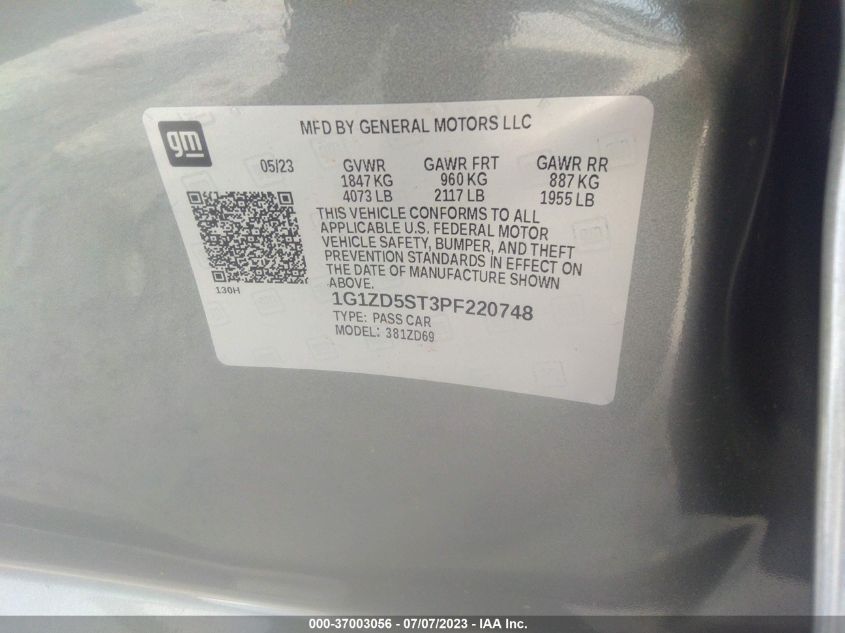 gm
MFD BY GENERAL MOTORS LLC
05/23 GVWR GAWR FRT GAWR RR
1847 KG 960 KG 887 KG
4073 LB 2117 LB 1955 LB
THIS VEHICLE CONFORMS TO ALL
APPLICABLE U.S. FEDERAL MOTOR
VEHICLE SAFETY, BUMPER, AND THEFT
PREVENTION STANDARDS IN EFFECT ON
THE DATE OF MANUFACTURE SHOWN
ABOVE.
130H
1G1ZD5ST3PF220748
TYPE: PASS CAR
MODEL: 381ZD69
000-37003056 - 07/07/2023 - IAA Inc.